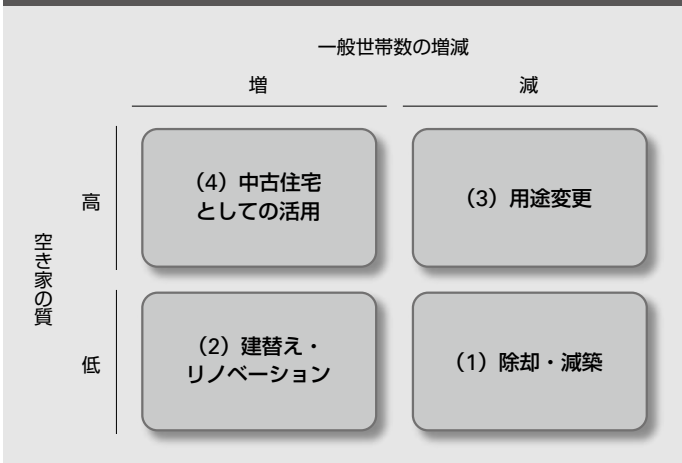 一般世帯数の増減
増
減
空き家の質
高
(4) 中古住宅
としての活用
(3) 用途変更
低
(2) 建替え・
リノベーション
(1) 除却・減築